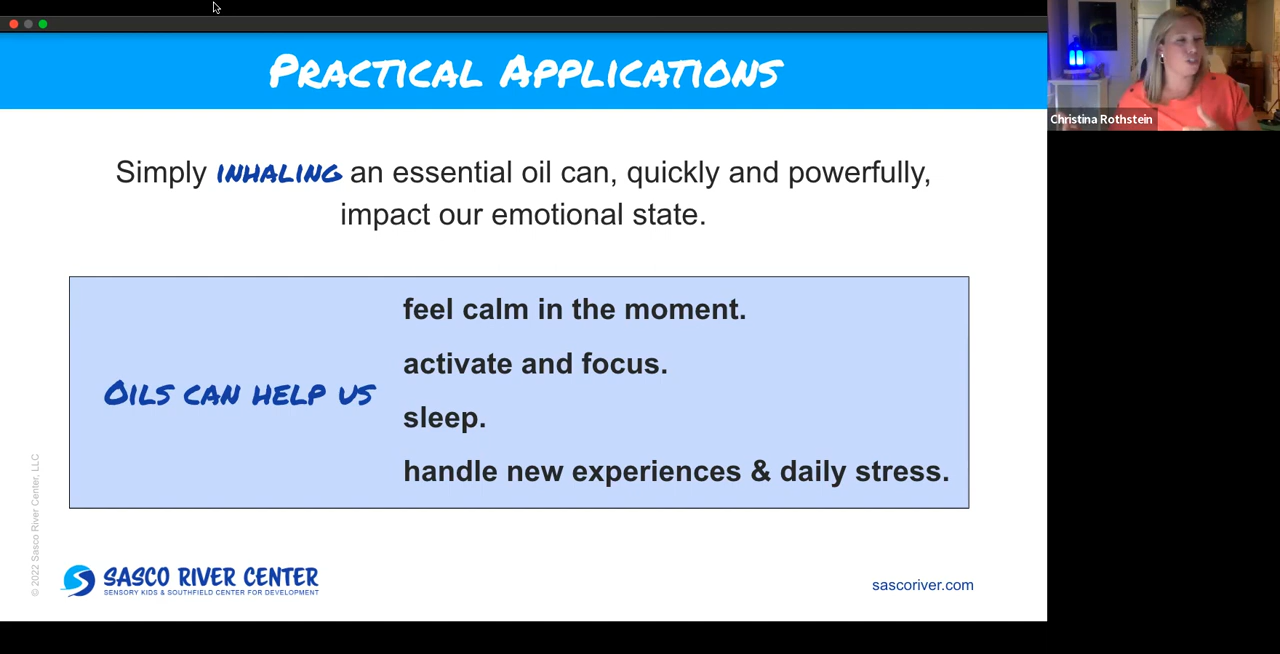 Practical Applications
Christina Rothstein
Simply inhaling an essential oil can, quickly and powerfully,
impact our emotional state.
Oils can help us
feel calm in the moment.
activate and focus.
sleep.
handle new experiences & daily stress.
© 2022 Sasco River Center, LLC
SASCO RIVER CENTER
SENSORY KIDS & SOUTHFIELD CENTER FOR DEVELOPMENT
sascoriver.com